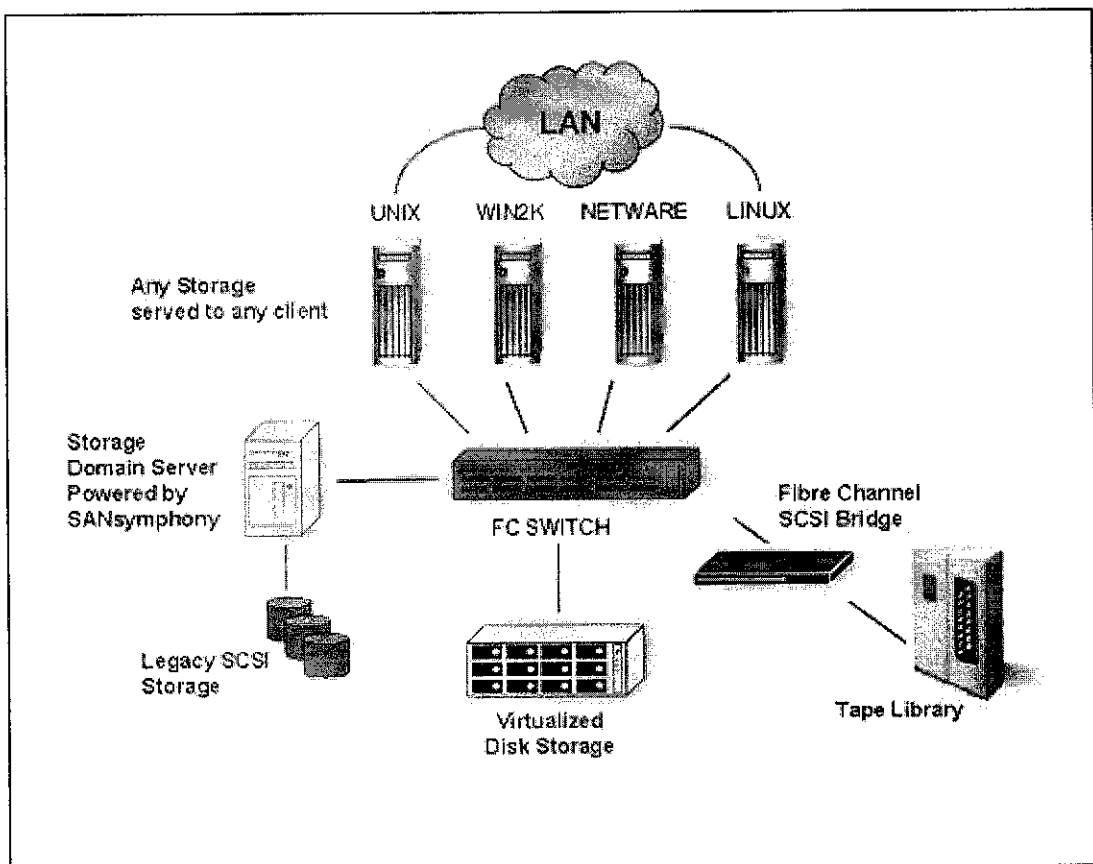 LAN
UNIX
WIN2K
NETWARE
LINUX
Any Storage
served to any client
Storage
Domain Server
Powered by
SANsymphony
FC SWITCH
Fibre Channel
SCSI Bridge
Legacy SCSI
Storage
Virtualized
Disk Storage
Tape Library